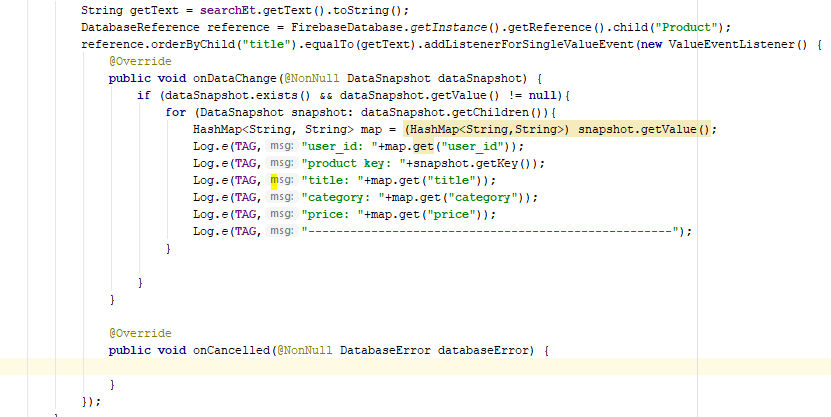 String getText = searchEt.getText().toString();
DatabaseReference reference = FirebaseDatabase.getInstance().getReference().child("Product");
reference.orderByChild("title").equalTo(getText).addListenerForSingleValueEvent(new ValueEventListener() {
@Override
public void onDataChange(@NonNull DataSnapshot dataSnapshot) {
if (dataSnapshot.exists() && dataSnapshot.getValue() != null){
for (DataSnapshot snapshot: dataSnapshot.getChildren()){
HashMap<String, String> map = (HashMap<String,String>) snapshot.getValue();
Log.e(TAG, msg: "user_id: "+map.get("user_id"));
Log.e(TAG, msg: "product key: "+snapshot.getKey());
Log.e(TAG, msg: "title: "+map.get("title"));
Log.e(TAG, msg: "category: "+map.get("category"));
Log.e(TAG, msg: "price: "+map.get("price"));
Log.e(TAG, msg: "----------------------------------------------------");
}
}
}
@Override
public void onCancelled(@NonNull DatabaseError databaseError) {
}
});